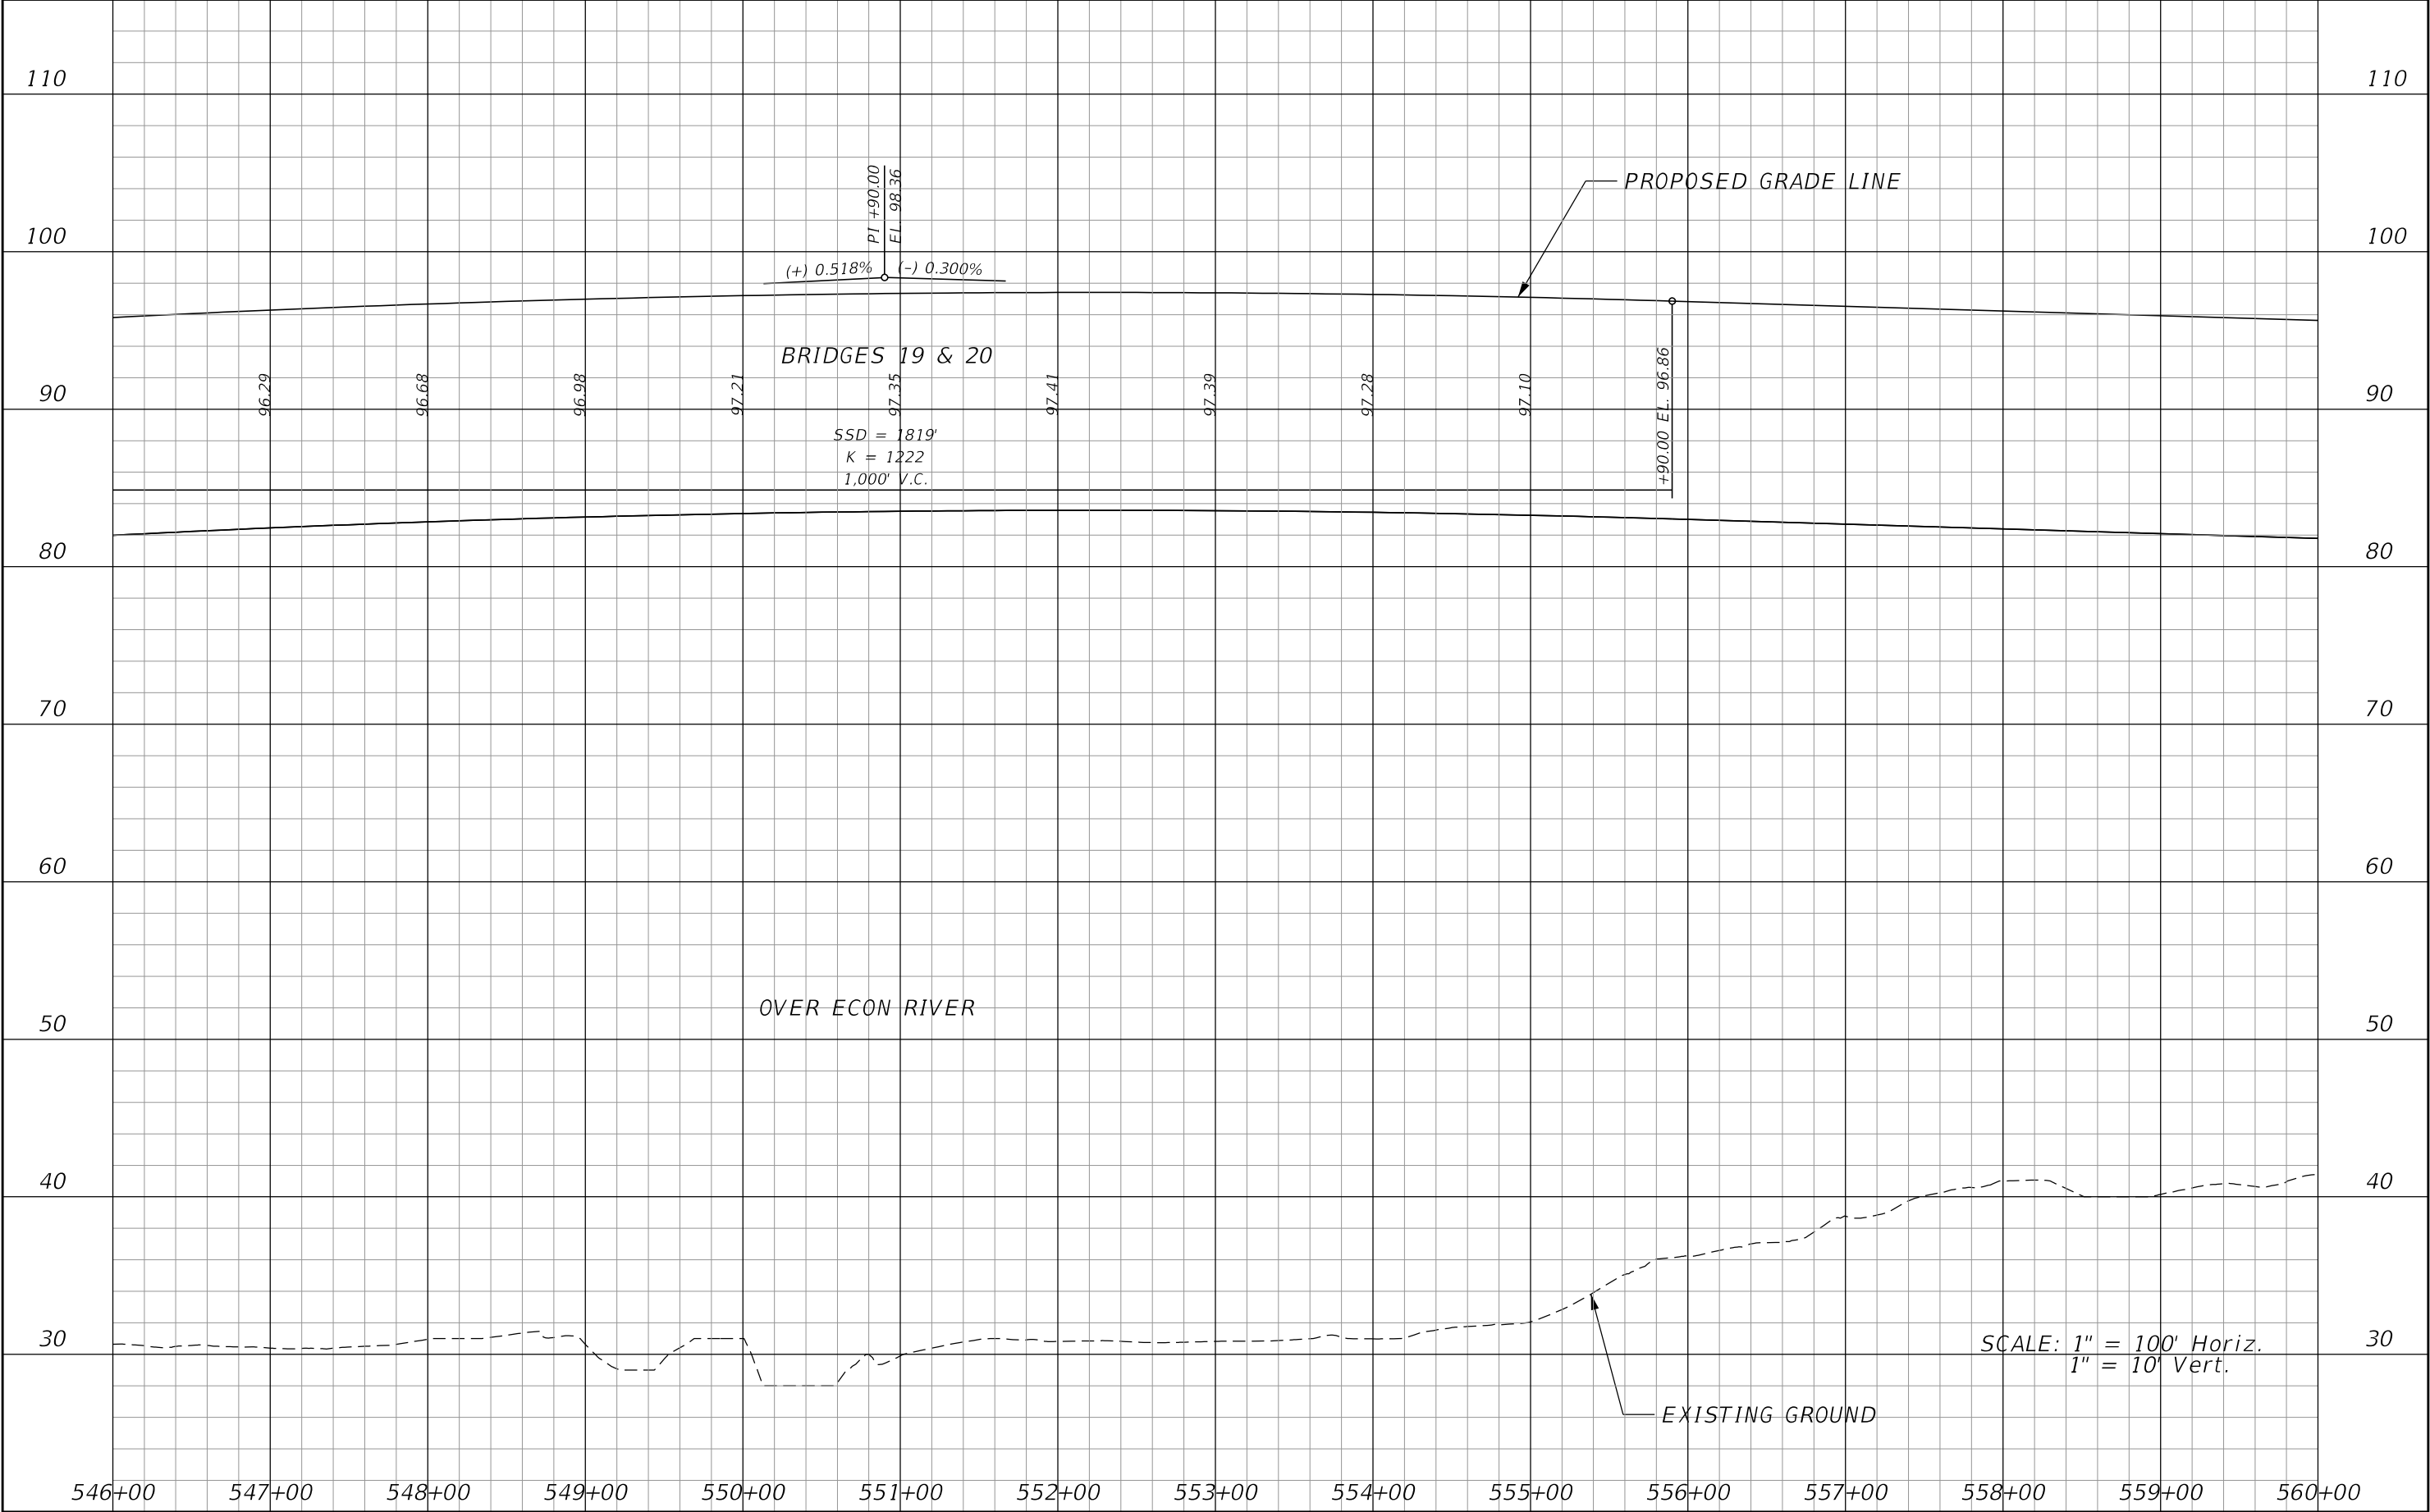 110 110
PI +90.00
EL. 98.36
PROPOSED GRADE LINE
100 100
(+) 0.518% (-) 0.300%
BRIDGES 19 & 20
90 90
96.29 96.68 96.98 97.21 97.35 97.41 97.39 97.28 97.10
+90.00 EL. 96.86
SSD = 1819'
K = 1222
1,000' V.C.
80 80
70 70
60 60
OVER ECON RIVER
50 50
40 40
30 30
SCALE: 1" = 100' Horiz.
1" = 10' Vert.
EXISTING GROUND
546+00 547+00 548+00 549+00 550+00 551+00 552+00 553+00 554+00 555+00 556+00 557+00 558+00 559+00 560+00